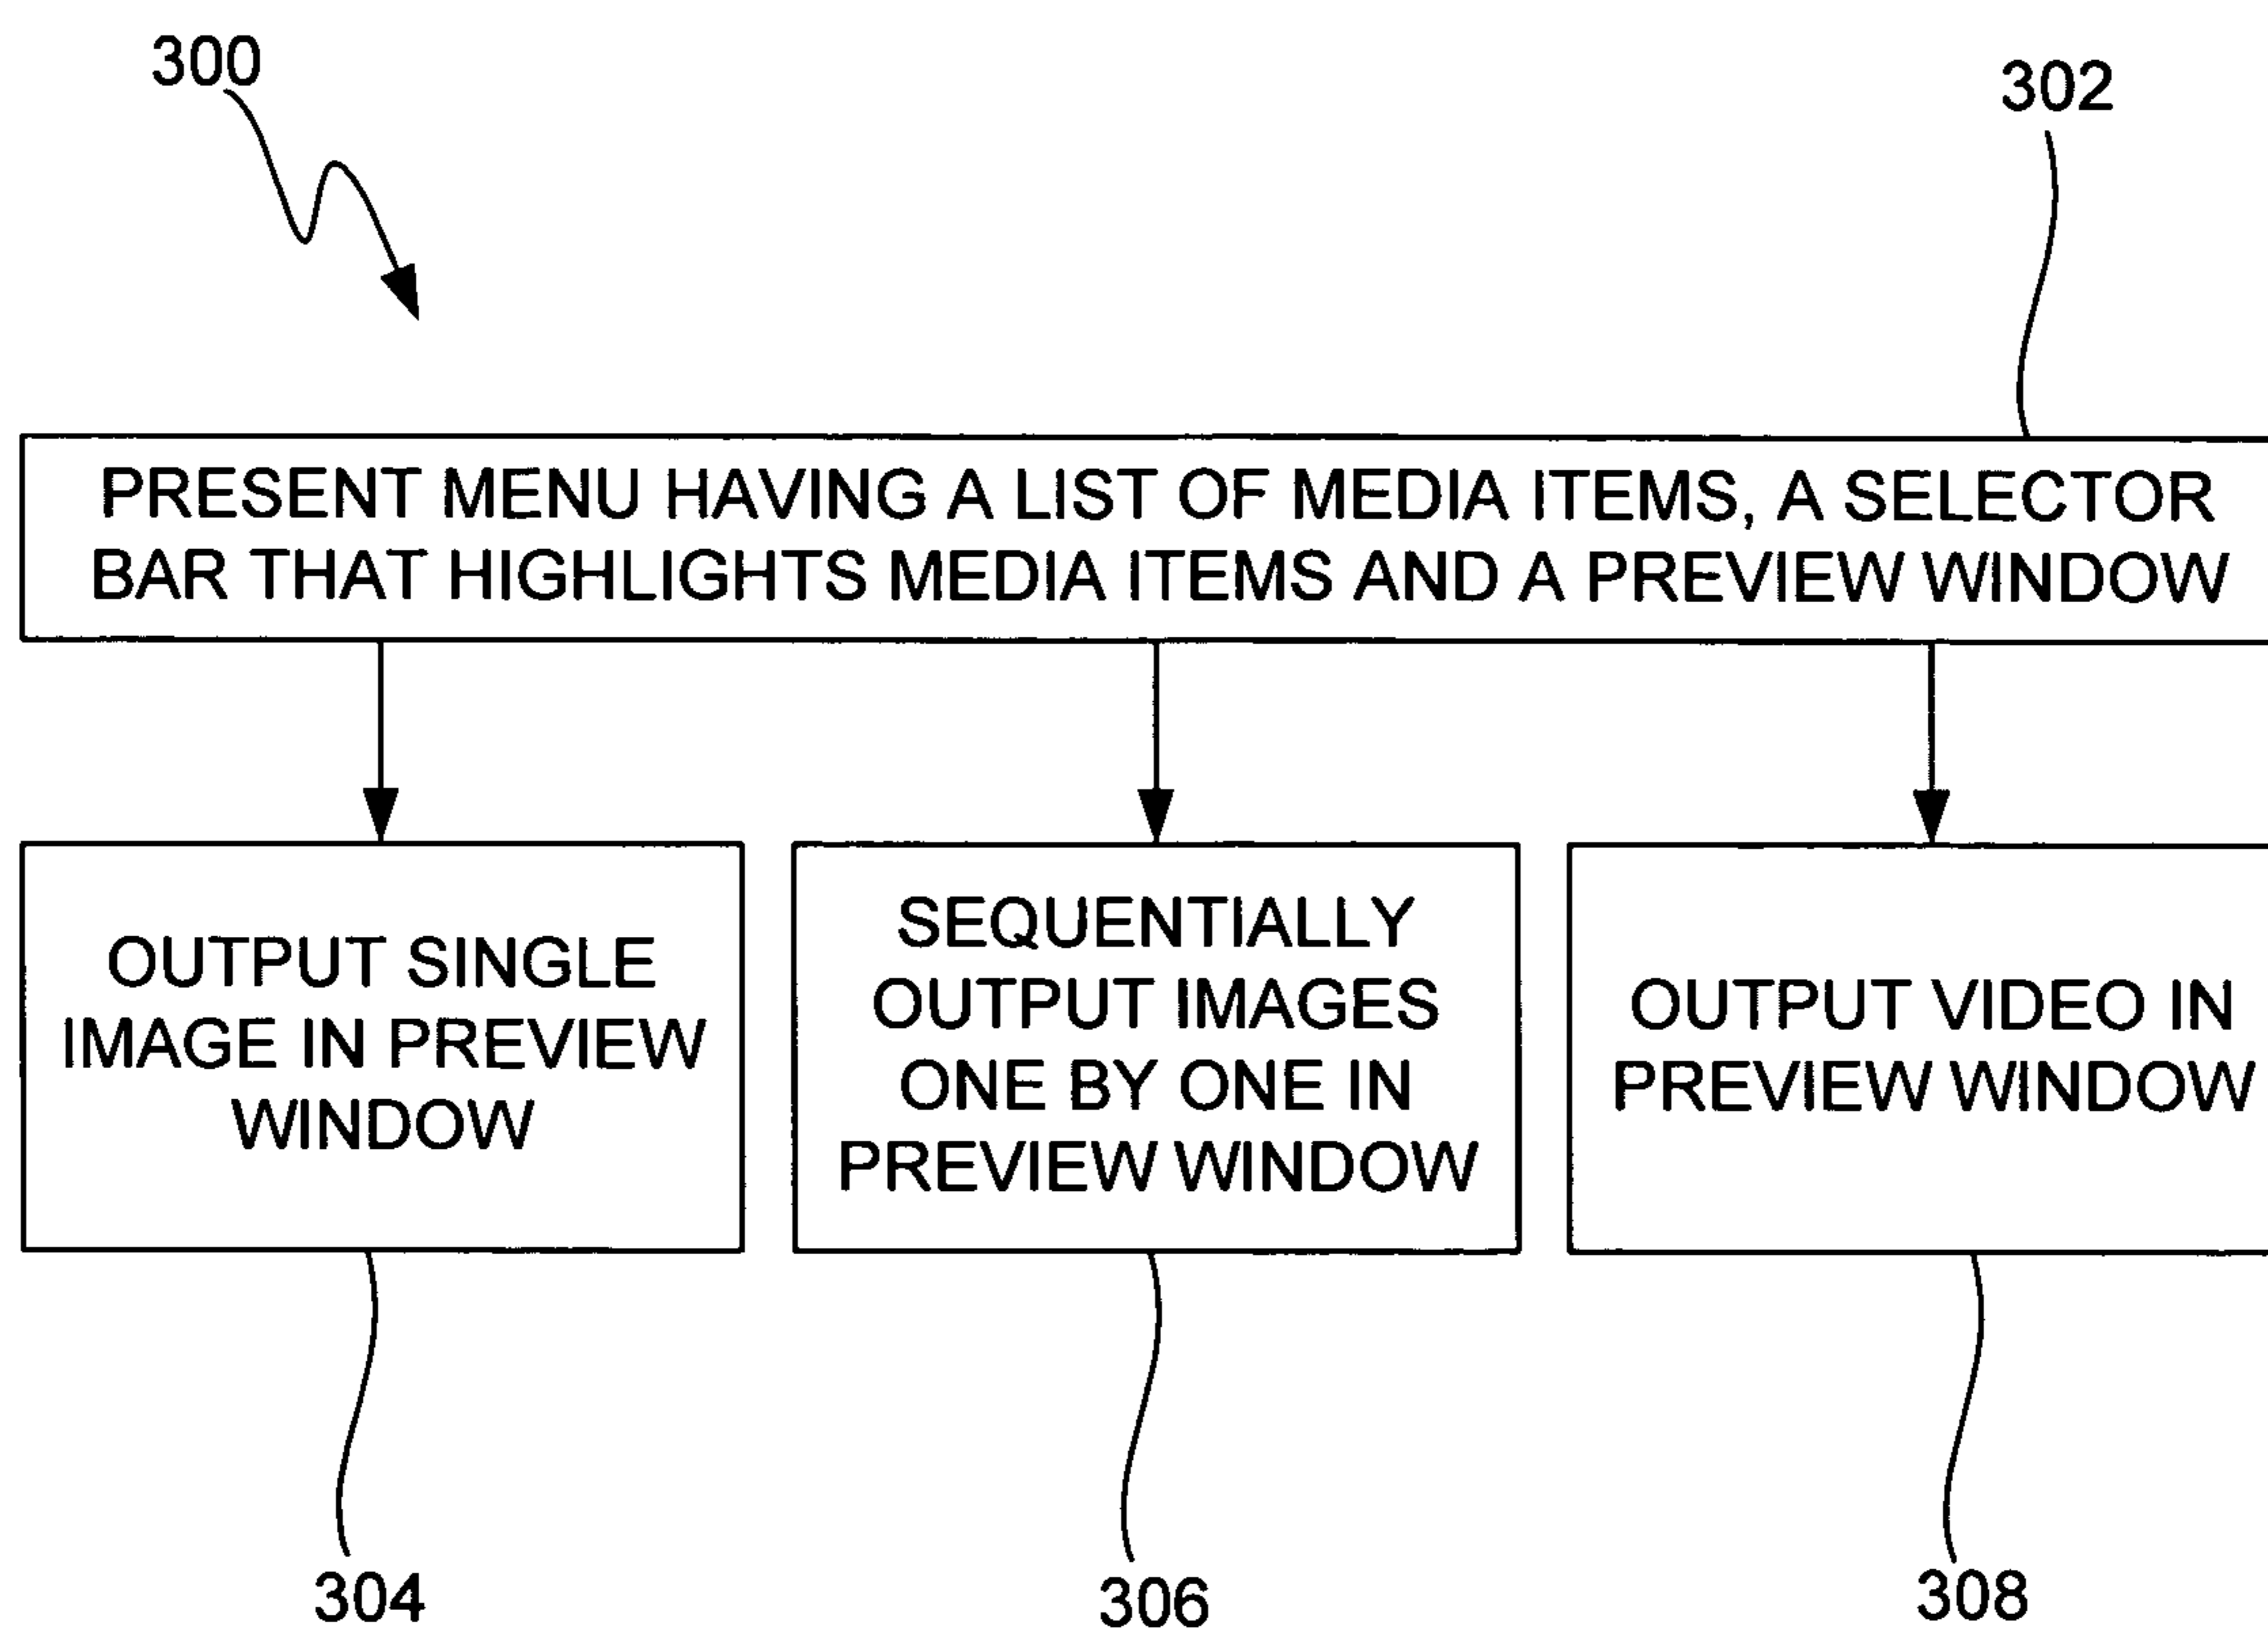 300
302
PRESENT MENU HAVING A LIST OF MEDIA ITEMS, A SELECTOR
BAR THAT HIGHLIGHTS MEDIA ITEMS AND A PREVIEW WINDOW
OUTPUT SINGLE
IMAGE IN PREVIEW
WINDOW
SEQUENTIALLY
OUTPUT IMAGES
ONE BY ONE IN
PREVIEW WINDOW
OUTPUT VIDEO IN
PREVIEW WINDOW
304
306
308